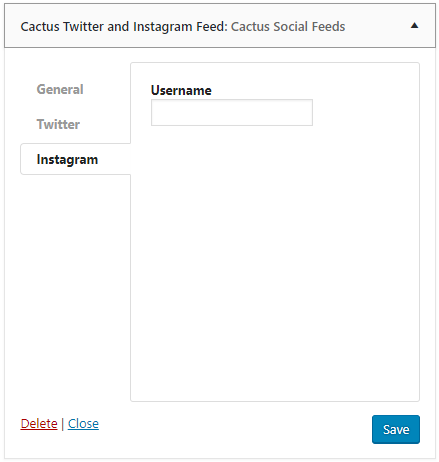 Cactus Twitter and Instagram Feed: Cactus Social Feeds
General
Twitter
Instagram
Username
Delete | Close
Save